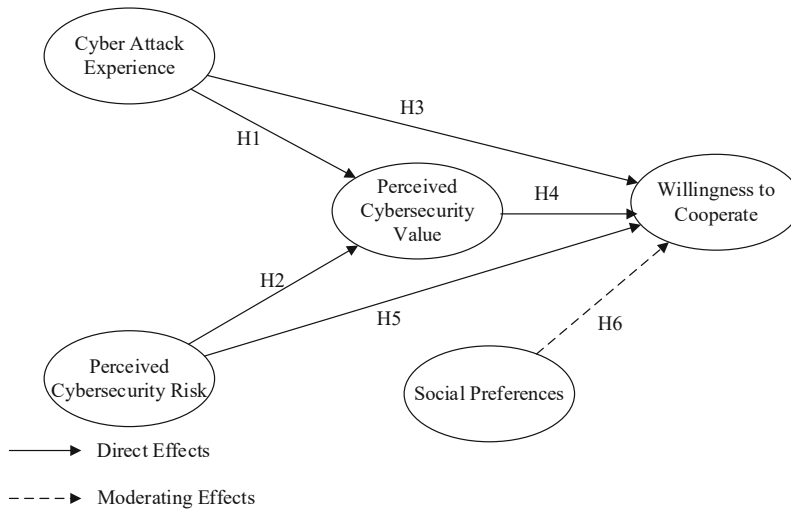 Cyber Attack
Experience
H3
H1
Perceived
Cybersecurity
Value
H4
Willingness to
Cooperate
H2
H5
H6
Perceived
Cybersecurity Risk
Social Preferences
Direct Effects
Moderating Effects